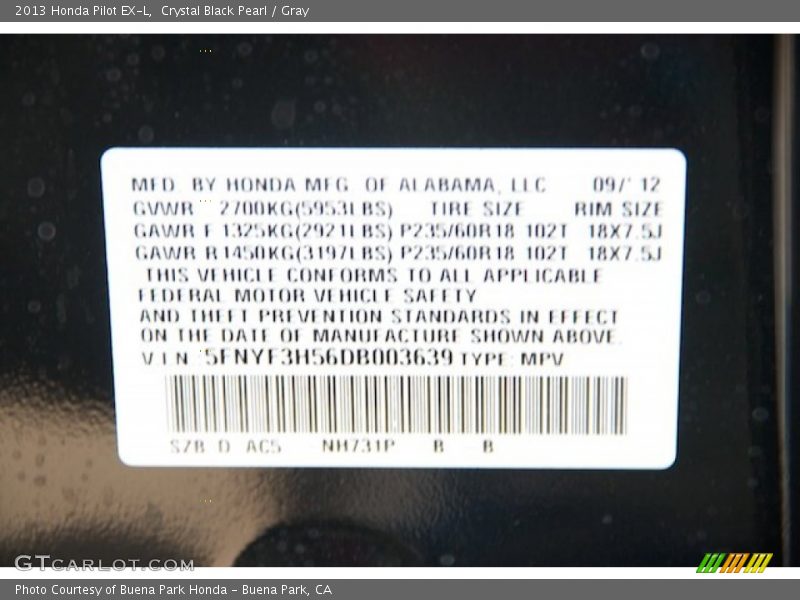 2013 Honda Pilot EX-L, Crystal Black Pearl / Gray
MFD. BY HONDA MFG. OF ALABAMA, LLC 09/'12
GVWR 2700KG(5953LBS) TIRE SIZE RIM SIZE
GAWR F 1325KG(2921LBS) P235/60R18 102T 18X7.5J
GAWR R 1450KG(3197LBS) P235/60R18 102T 18X7.5J
THIS VEHICLE CONFORMS TO ALL APPLICABLE
FEDERAL MOTOR VEHICLE SAFETY
AND THEFT PREVENTION STANDARDS IN EFFECT
ON THE DATE OF MANUFACTURE SHOWN ABOVE.
V I N 5FNYF3H56DB003639 TYPE: MPV
SZB D AC5 NH731P B B
GTCARLOT.COM
Photo Courtesy of Buena Park Honda - Buena Park, CA